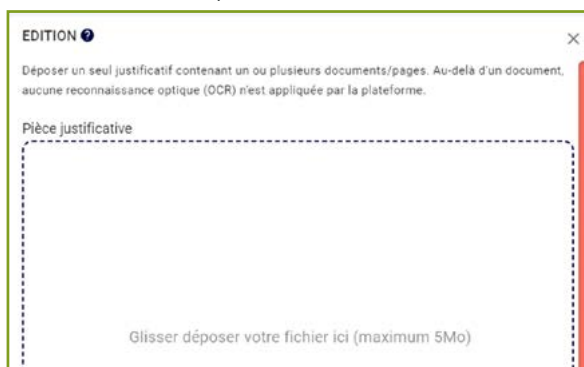 EDITION ?
Déposer un seul justificatif contenant un ou plusieurs documents/pages. Au-delà d'un document,
aucune reconnaissance optique (OCR) n'est appliquée par la plateforme.
Pièce justificative
Glisser déposer votre fichier ici (maximum 5Mo)